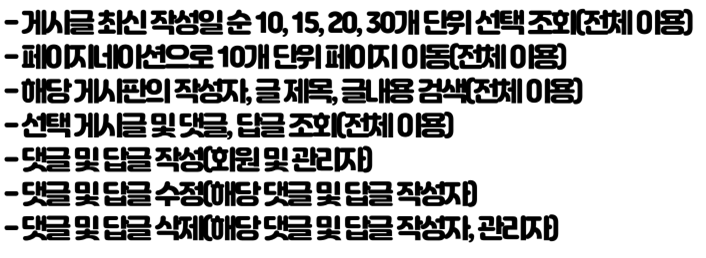 - 게시글 최신 작성일 순 10, 15, 20, 30개 단위 선택 조회(전체 이용)
- 페이지네이션으로 10개 단위 페이지 이동(전체 이용)
- 해당 게시판의 작성자, 글 제목, 글내용 검색(전체 이용)
- 선택 게시글 및 댓글, 답글 조회(전체 이용)
- 댓글 및 답글 작성(회원 및 관리자)
- 댓글 및 답글 수정(해당 댓글 및 답글 작성자)
- 댓글 및 답글 삭제(해당 댓글 및 답글 작성자, 관리자)